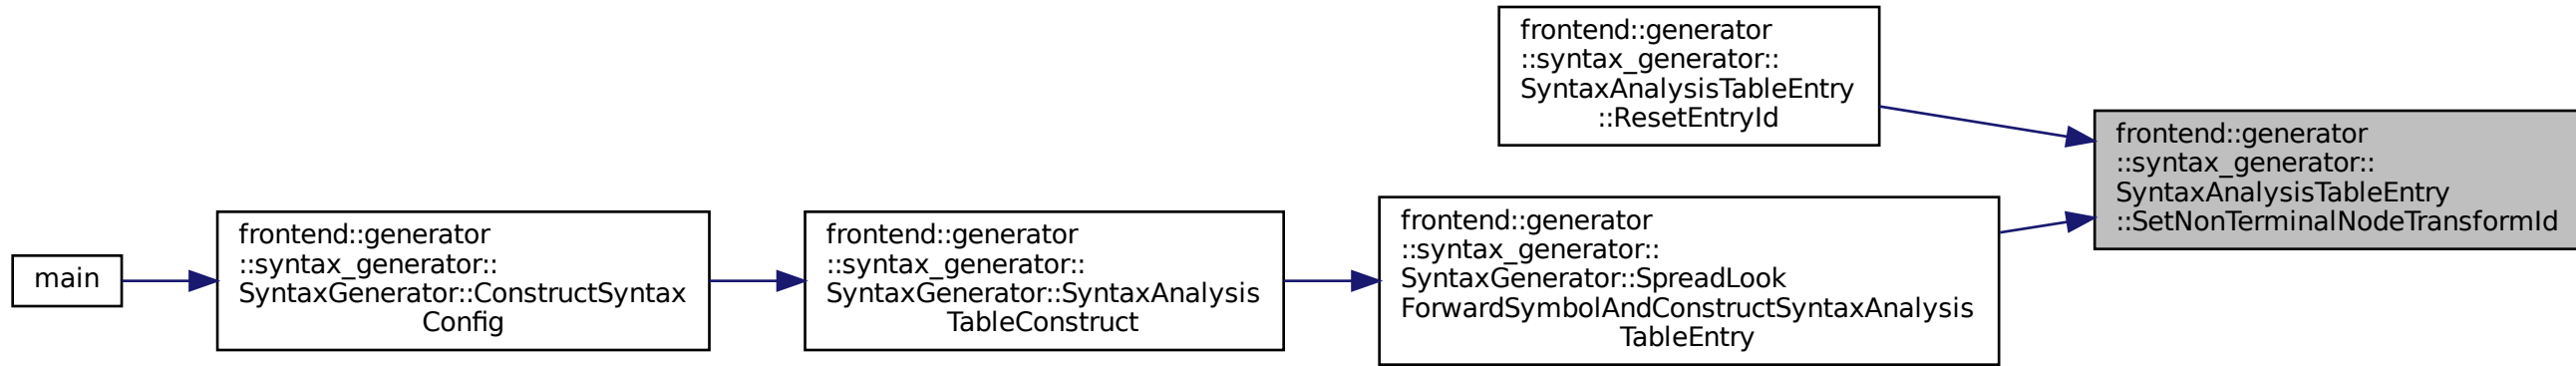 main
frontend::generator
::syntax_generator::
SyntaxGenerator::ConstructSyntax
Config
frontend::generator
::syntax_generator::
SyntaxGenerator::SyntaxAnalysis
TableConstruct
frontend::generator
::syntax_generator::
SyntaxAnalysisTableEntry
::ResetEntryId
frontend::generator
::syntax_generator::
SyntaxGenerator::SpreadLook
ForwardSymbolAndConstructSyntaxAnalysis
TableEntry
frontend::generator
::syntax_generator::
SyntaxAnalysisTableEntry
::SetNonTerminalNodeTransformId